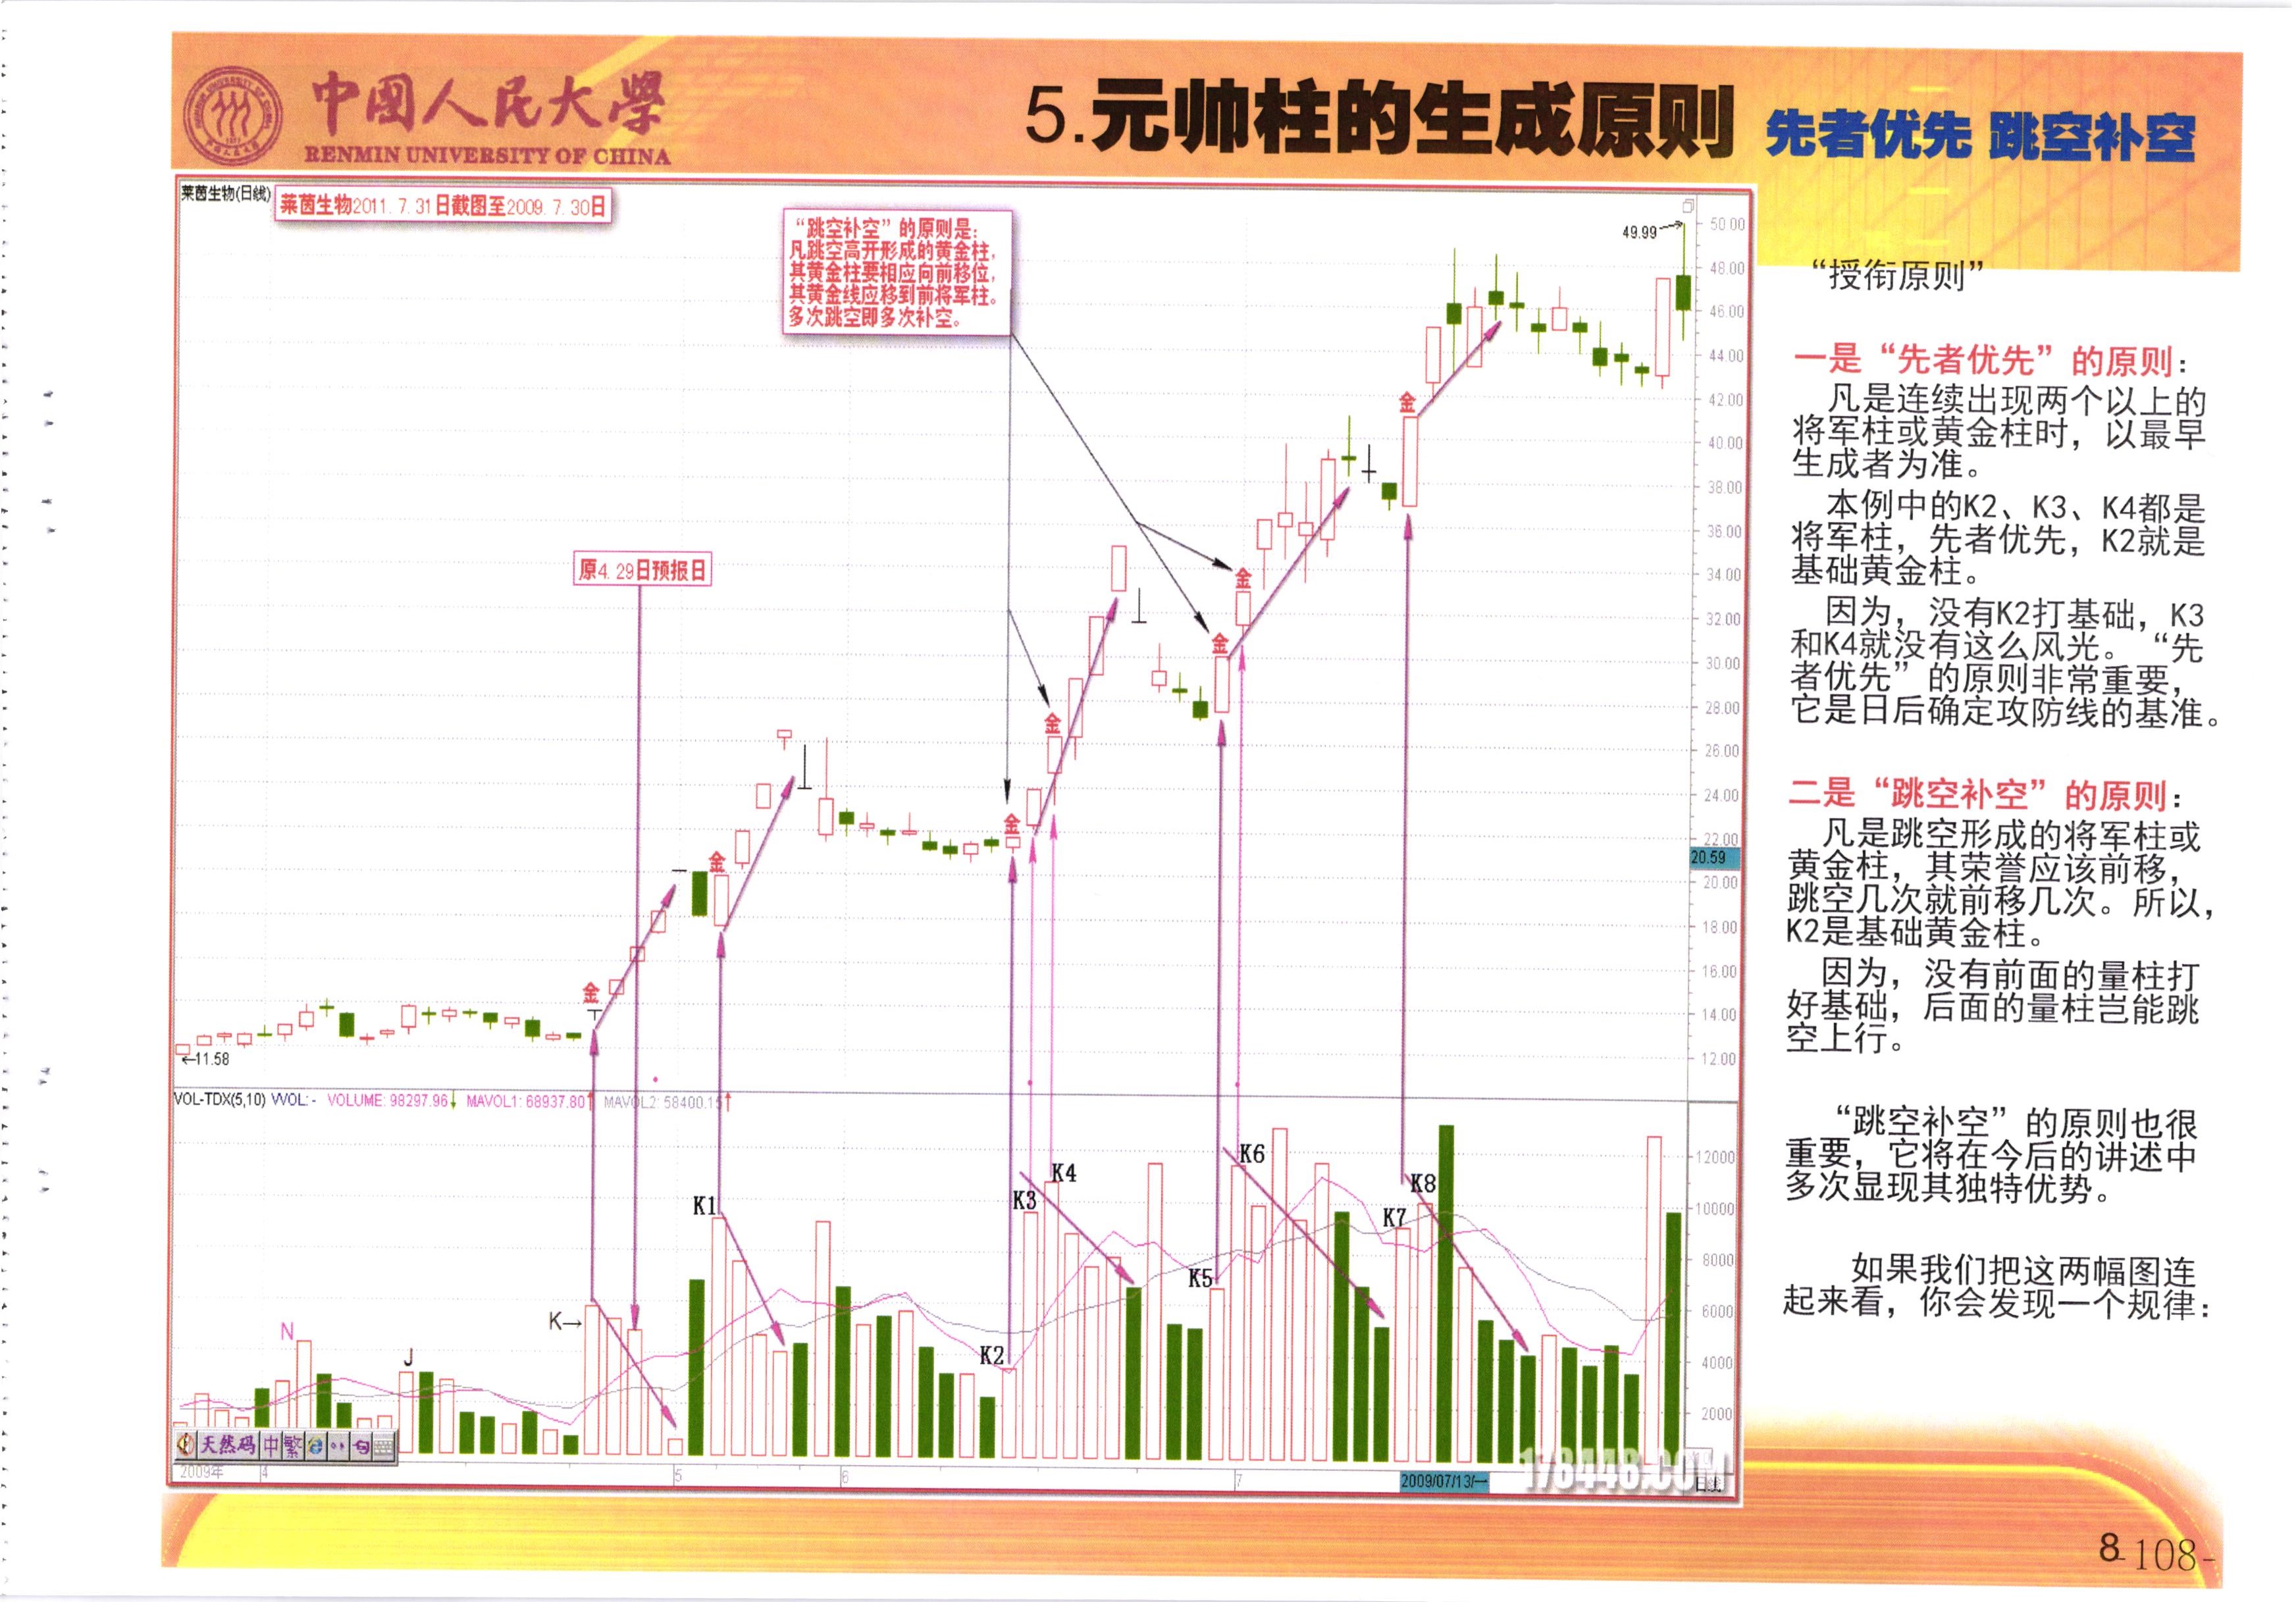 中国人民大學
RENMIN UNIVERSITY OF CHINA
5.元帅柱的生成原则 先者优先 跳空补空
莱茵生物(日线)
莱茵生物2011.7.31日截图至2009.7.30日
“跳空补空”的原则是：
凡跳空高开形成的黄金柱，
其黄金柱要相应向前移位，
其黄金线应移到前将军柱。
多次跳空即多次补空。
原4.29日预报日
49.99
←11.58
金
金
金
金
金
金
金
50.00
48.00
46.00
44.00
42.00
40.00
38.00
36.00
34.00
32.00
30.00
28.00
26.00
24.00
22.00
20.59
20.00
18.00
16.00
14.00
12.00
VOL-TDX(5,10) VVOL: - VOLUME: 98297.96↓ MAVOL1: 68937.80↑ MAVOL2: 58400.15↑
N
J
K→
K1
K2
K3
K4
K5
K6
K7
K8
12000
10000
8000
6000
4000
2000
天然码 中 繁
2009年 4 5 6 7 2009/07/13/一 日线
178448.COM
“授衔原则”
一是“先者优先”的原则：
凡是连续出现两个以上的
将军柱或黄金柱时，以最早
生成者为准。
本例中的K2、K3、K4都是
将军柱，先者优先，K2就是
基础黄金柱。
因为，没有K2打基础，K3
和K4就没有这么风光。“先
者优先”的原则非常重要，
它是日后确定攻防线的基准。
二是“跳空补空”的原则：
凡是跳空形成的将军柱或
黄金柱，其荣誉应该前移，
跳空几次就前移几次。所以，
K2是基础黄金柱。
因为，没有前面的量柱打
好基础，后面的量柱岂能跳
空上行。
“跳空补空”的原则也很
重要，它将在今后的讲述中
多次显现其独特优势。
如果我们把这两幅图连
起来看，你会发现一个规律：
8
-108-